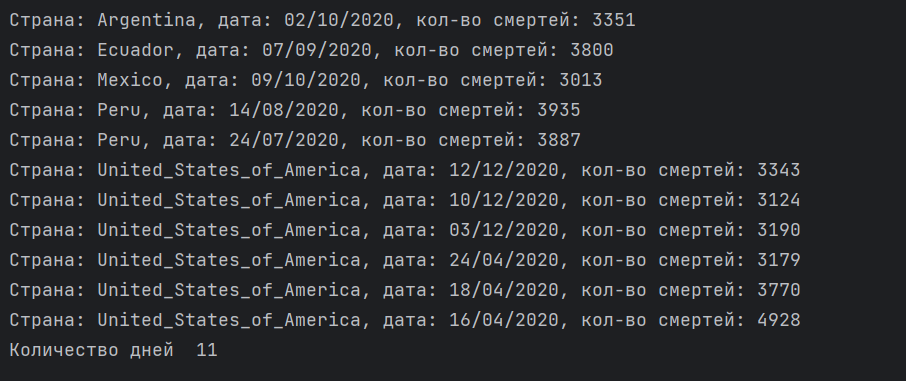 Страна: Argentina, дата: 02/10/2020, кол-во смертей: 3351
Страна: Ecuador, дата: 07/09/2020, кол-во смертей: 3800
Страна: Mexico, дата: 09/10/2020, кол-во смертей: 3013
Страна: Peru, дата: 14/08/2020, кол-во смертей: 3935
Страна: Peru, дата: 24/07/2020, кол-во смертей: 3887
Страна: United_States_of_America, дата: 12/12/2020, кол-во смертей: 3343
Страна: United_States_of_America, дата: 10/12/2020, кол-во смертей: 3124
Страна: United_States_of_America, дата: 03/12/2020, кол-во смертей: 3190
Страна: United_States_of_America, дата: 24/04/2020, кол-во смертей: 3179
Страна: United_States_of_America, дата: 18/04/2020, кол-во смертей: 3770
Страна: United_States_of_America, дата: 16/04/2020, кол-во смертей: 4928
Количество дней  11